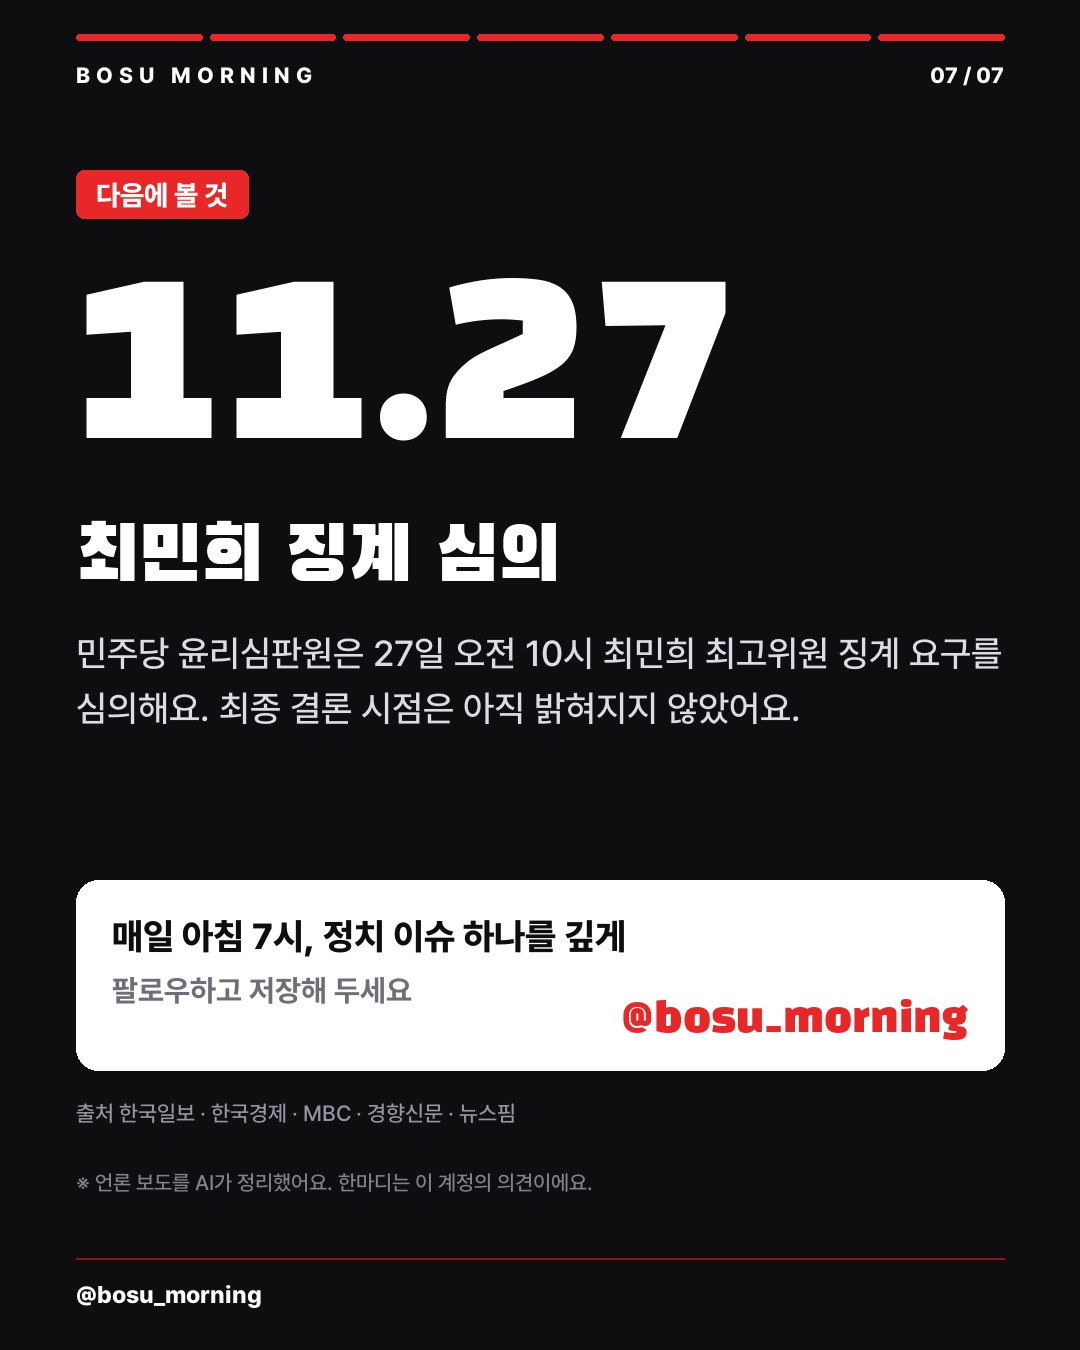 BOSU MORNING
07 / 07
다음에 볼 것
11.27
최민희 징계 심의
민주당 윤리심판원은 27일 오전 10시 최민희 최고위원 징계 요구를
심의해요. 최종 결론 시점은 아직 밝혀지지 않았어요.
매일 아침 7시, 정치 이슈 하나를 깊게
팔로우하고 저장해 두세요
@bosu_morning
출처 한국일보 · 한국경제 · MBC · 경향신문 · 뉴스핌
※ 언론 보도를 AI가 정리했어요. 한마디는 이 계정의 의견이에요.
@bosu_morning